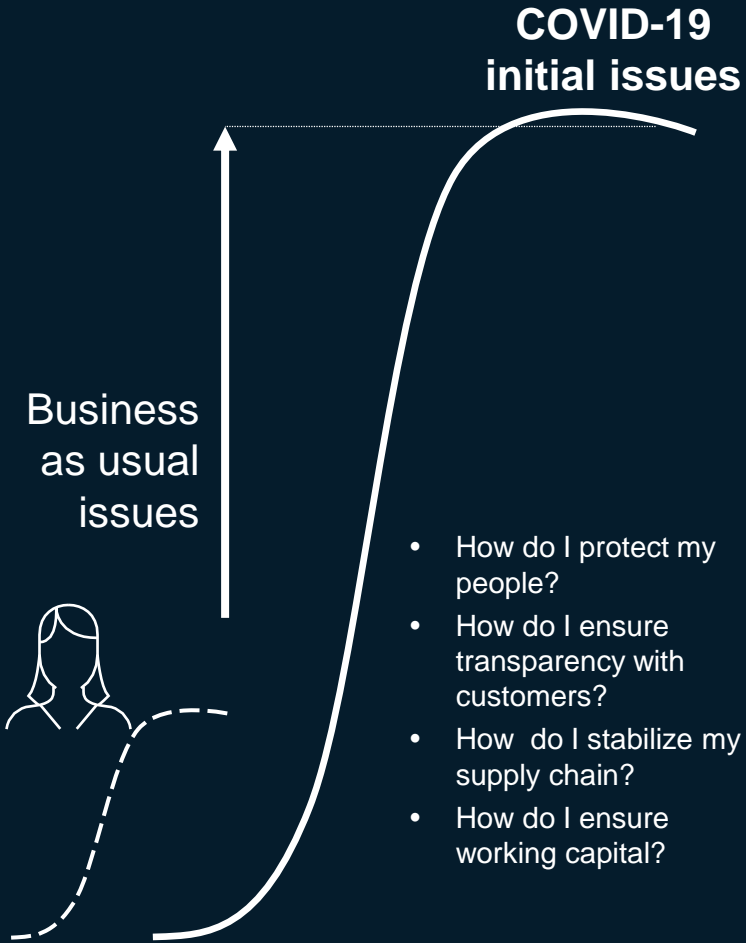 COVID-19
initial issues
Business
as usual
issues
• How do I protect my
people?
• How do I ensure
transparency with
customers?
• How  do I stabilize my
supply chain?
• How do I ensure
working capital?